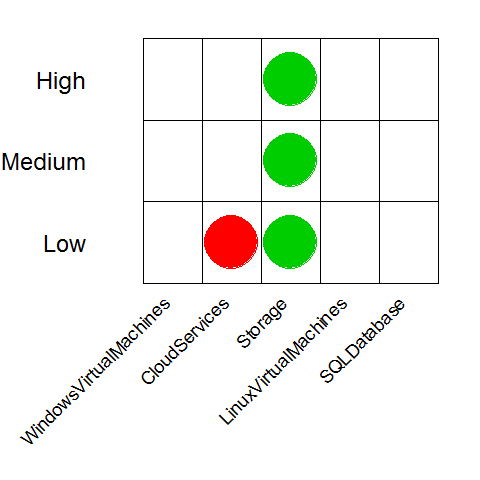 High
Medium
Low
WindowsVirtualMachines
CloudServices
Storage
LinuxVirtualMachines
SQLDatabase